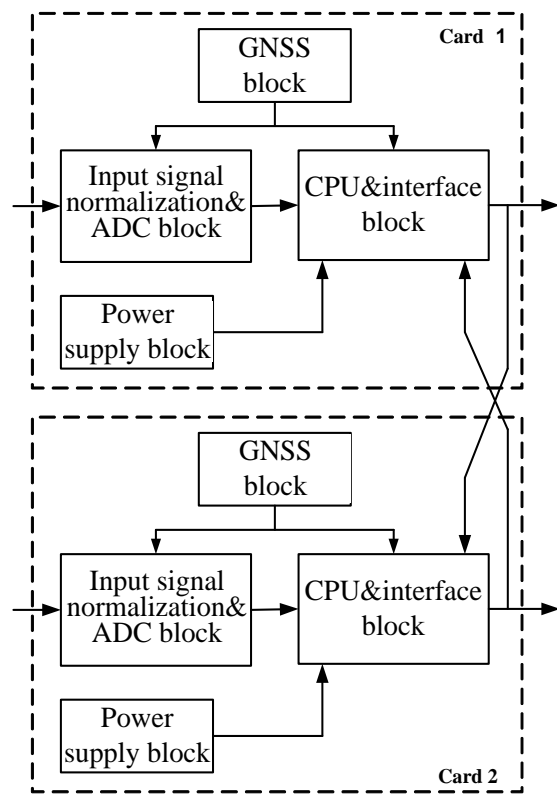 Card 1
GNSS
block
Input signal
normalization&
ADC block
CPU&interface
block
Power
supply block
GNSS
block
Input signal
normalization&
ADC block
CPU&interface
block
Power
supply block
Card 2